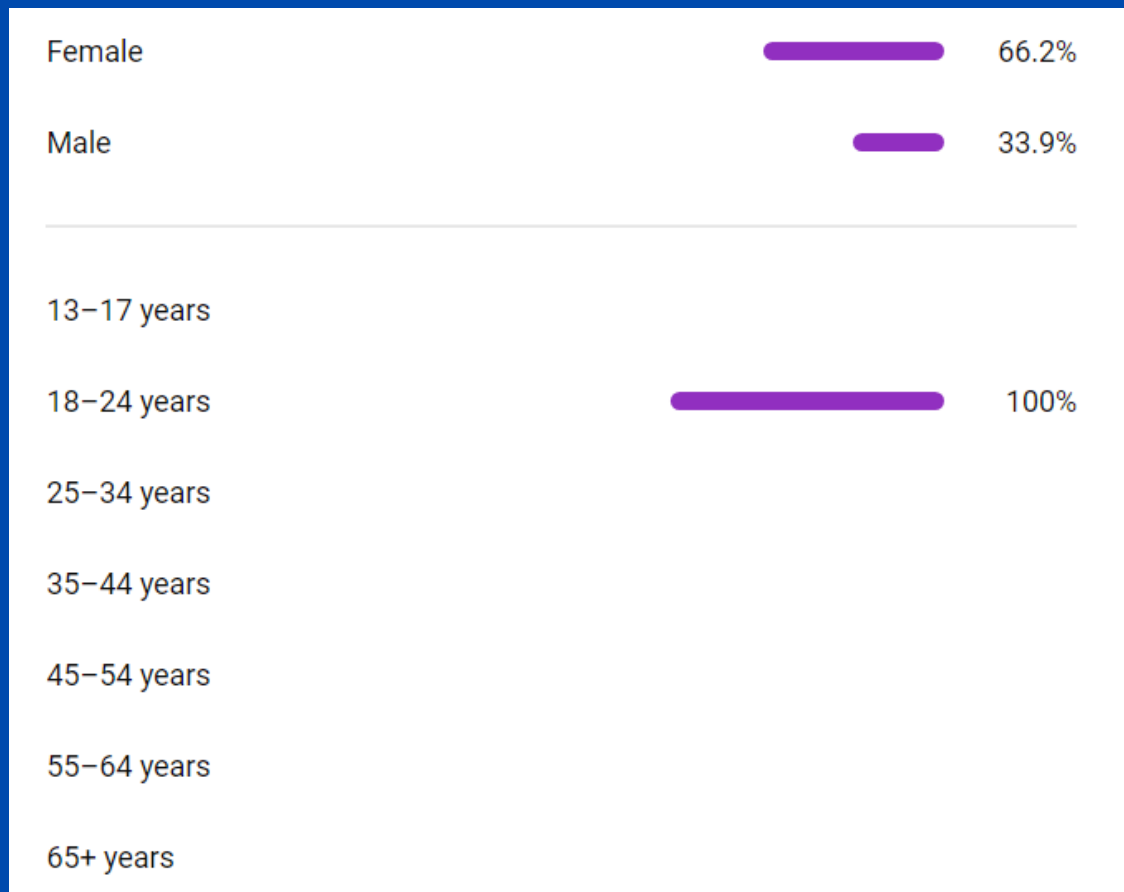 Female 66.2%
Male 33.9%
13–17 years
18–24 years 100%
25–34 years
35–44 years
45–54 years
55–64 years
65+ years